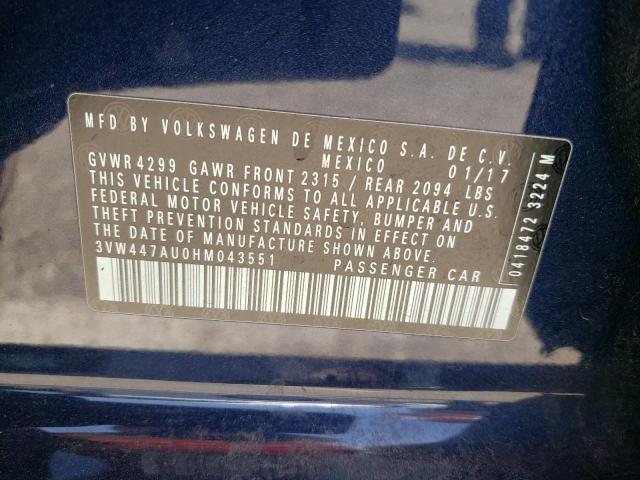 MFD BY VOLKSWAGEN DE MEXICO S.A. DE C.V.
MEXICO 01/17
GVWR 4299 GAWR FRONT 2315 / REAR 2094 LBS
THIS VEHICLE CONFORMS TO ALL APPLICABLE U.S.
FEDERAL MOTOR VEHICLE SAFETY, BUMPER AND
THEFT PREVENTION STANDARDS IN EFFECT ON
THE DATE OF MANUFACTURE SHOWN ABOVE.
3VW447AU0HM043551 PASSENGER CAR
0418472 3224 M